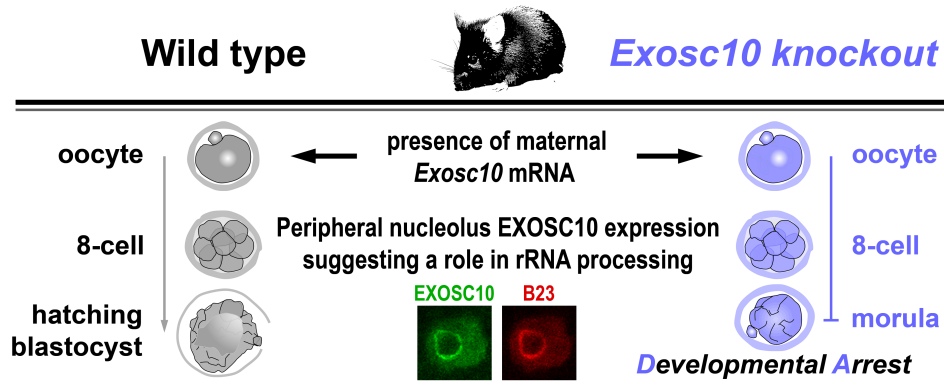 Wild type
Exosc10 knockout
oocyte
presence of maternal
Exosc10 mRNA
oocyte
8-cell
Peripheral nucleolus EXOSC10 expression
suggesting a role in rRNA processing
8-cell
EXOSC10
B23
hatching
blastocyst
morula
Developmental Arrest